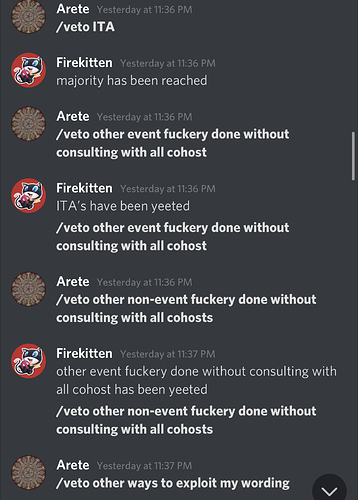 Arete Yesterday at 11:36 PM
/veto ITA
Firekitten Yesterday at 11:36 PM
majority has been reached
Arete Yesterday at 11:36 PM
/veto other event fuckery done without
consulting with all cohost
Firekitten Yesterday at 11:36 PM
ITA's have been yeeted
/veto other event fuckery done without
consulting with all cohost
Arete Yesterday at 11:36 PM
/veto other non-event fuckery done without
consulting with all cohosts
Firekitten Yesterday at 11:37 PM
other event fuckery done without consulting with
all cohost has been yeeted
/veto other non-event fuckery done without
consulting with all cohosts
Arete Yesterday at 11:37 PM
/veto other ways to exploit my wording